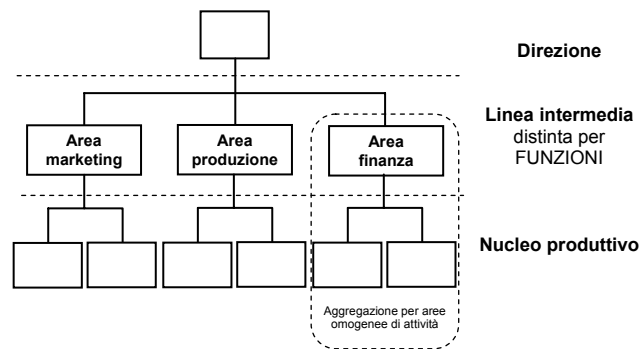 Direzione
Linea intermedia
distinta per
FUNZIONI
Area
marketing
Area
produzione
Area
finanza
Nucleo produttivo
Aggregazione per aree
omogenee di attività